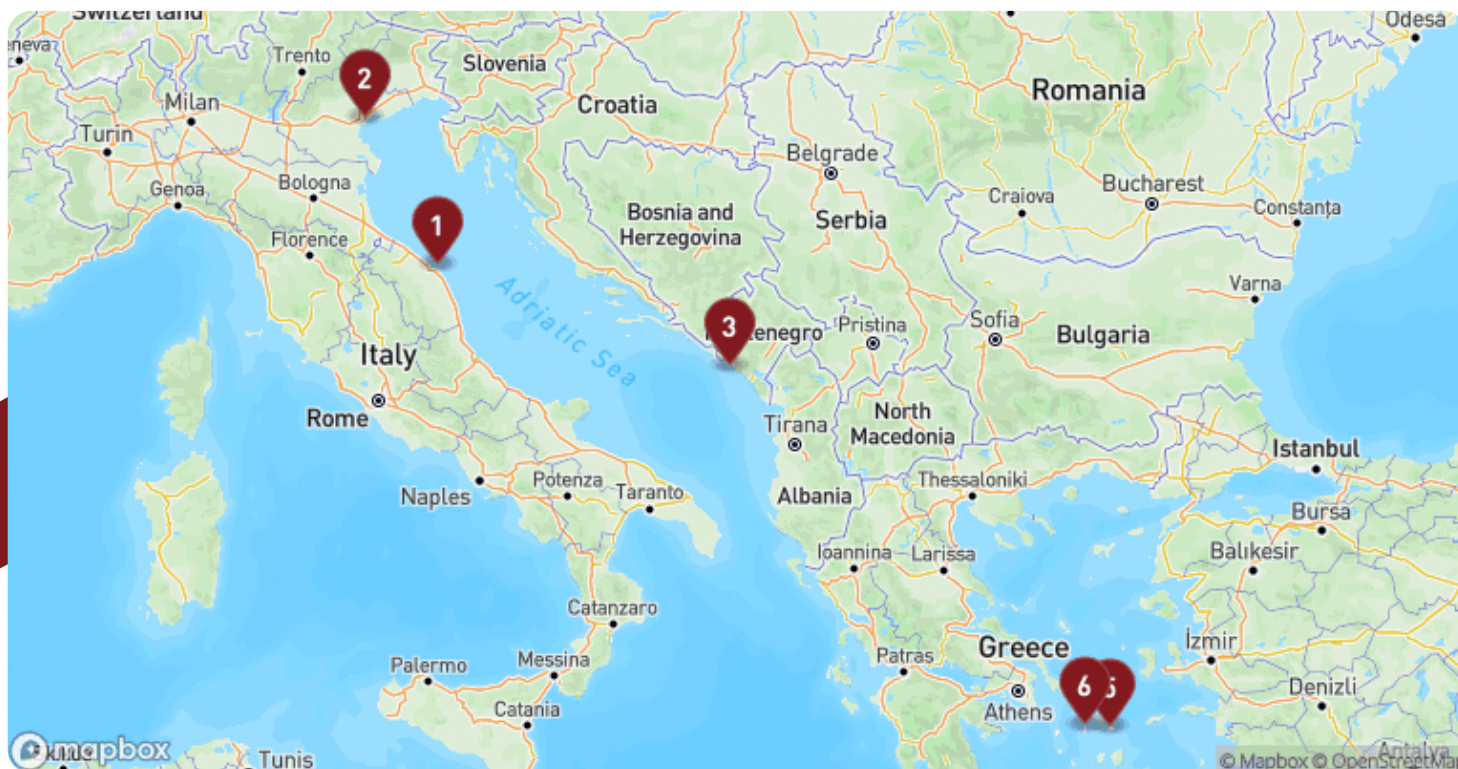 Switzerland
Odesa
eneva
Trento
2
Slovenia
Milan
Croatia
Romania
Turin
Belgrade
Genoa
Bologna
Craiova
Bucharest
Constanța
1
Bosnia and
Herzegovina
Serbia
Florence
Varna
Adriatic Sea
3
tenegro
Pristina
Sofia
Bulgaria
Italy
Rome
Tirana
North
Macedonia
Istanbul
Naples
Potenza
Taranto
Albania
Thessaloniki
Bursa
Ioannina
Larissa
Balıkesir
Catanzaro
Greece
İzmir
Palermo
Messina
Patras
6
5
Denizli
Catania
Athens
mapbox
Tunis
Antalya
© Mapbox © OpenStreetMap